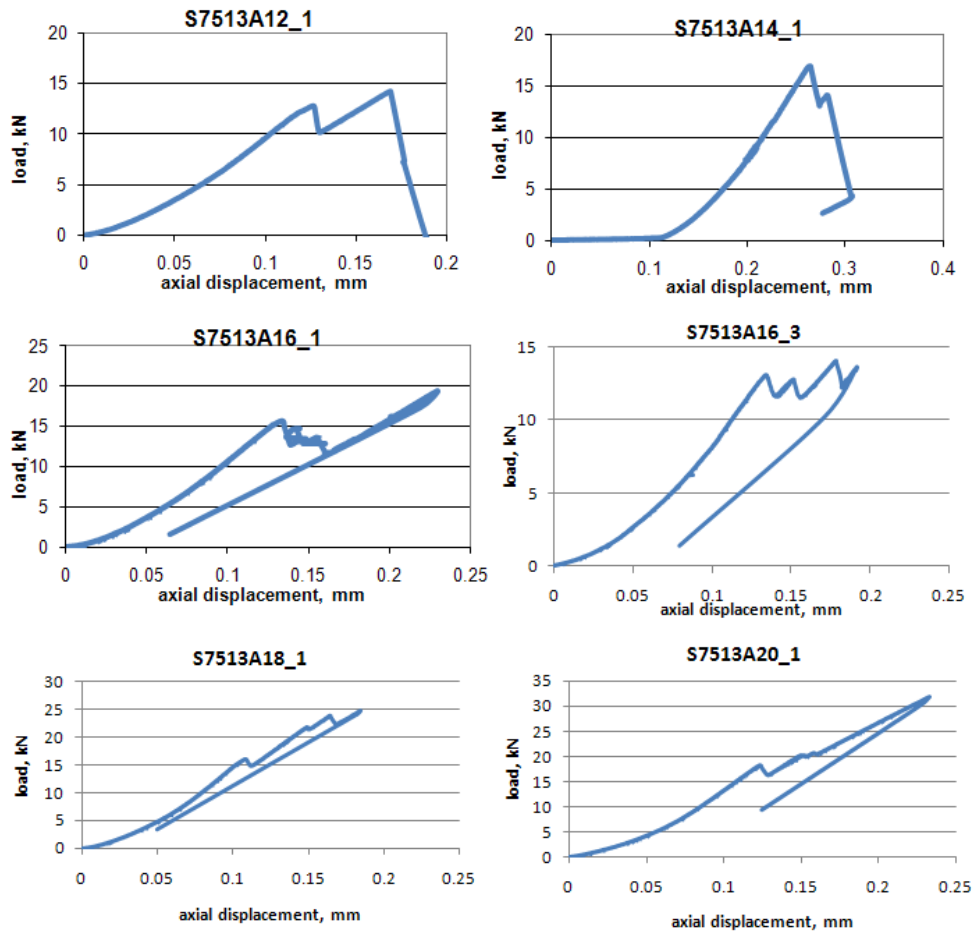 S7513A12_1
20
15
10
5
0
load, kN
0 0.05 0.1 0.15 0.2
axial displacement, mm
S7513A14_1
20
15
10
5
0
load, kN
0 0.1 0.2 0.3 0.4
axial displacement, mm
S7513A16_1
25
20
15
10
5
0
load, kN
0 0.05 0.1 0.15 0.2 0.25
axial displacement, mm
S7513A16_3
15
10
5
0
load, kN
0 0.05 0.1 0.15 0.2 0.25
axial displacement, mm
S7513A18_1
30
25
20
15
10
5
0
load, kN
0 0.05 0.1 0.15 0.2 0.25
axial displacement, mm
S7513A20_1
35
30
25
20
15
10
5
0
load, kN
0 0.05 0.1 0.15 0.2 0.25
axial displacement, mm